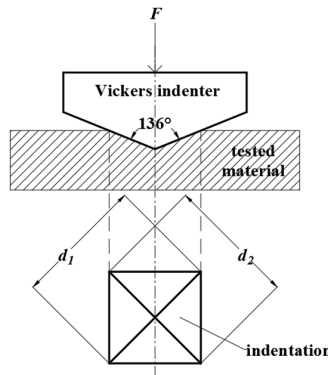 F
Vickers indenter
136°
tested
material
d1
d2
indentation